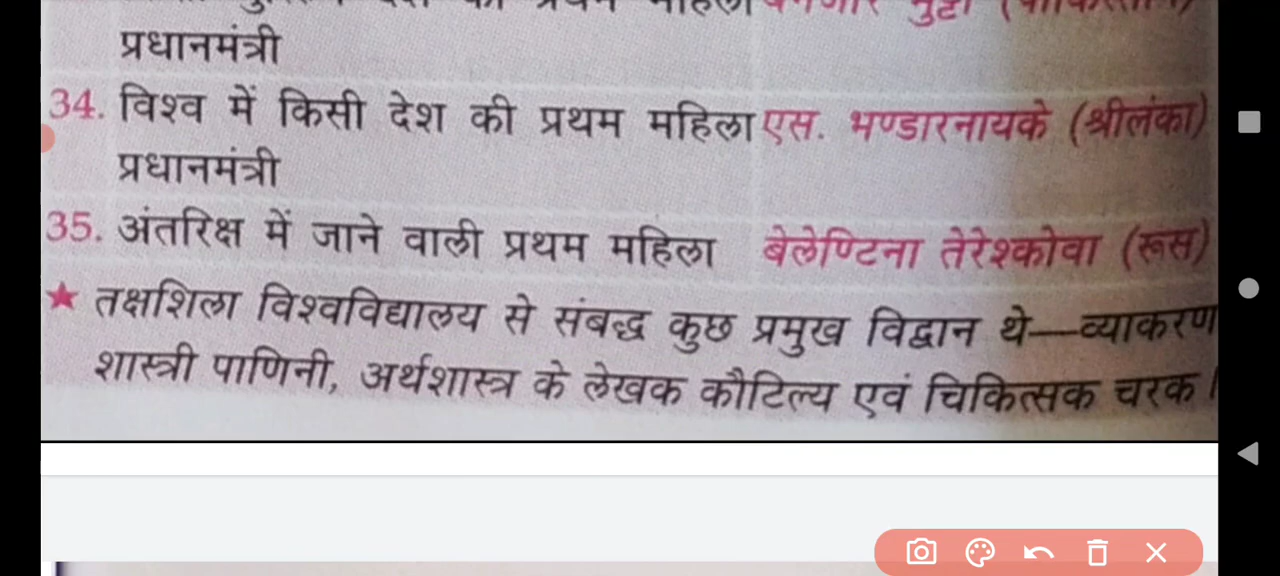 प्रधानमंत्री
34. विश्व में किसी देश की प्रथम महिला एस. भण्डारनायके (श्रीलंका)
प्रधानमंत्री
35. अंतरिक्ष में जाने वाली प्रथम महिला बेलेण्टिना तेरेश्कोवा (रूस)
★ तक्षशिला विश्वविद्यालय से संबद्ध कुछ प्रमुख विद्वान थे—व्याकरण
शास्त्री पाणिनी, अर्थशास्त्र के लेखक कौटिल्य एवं चिकित्सक चरक।